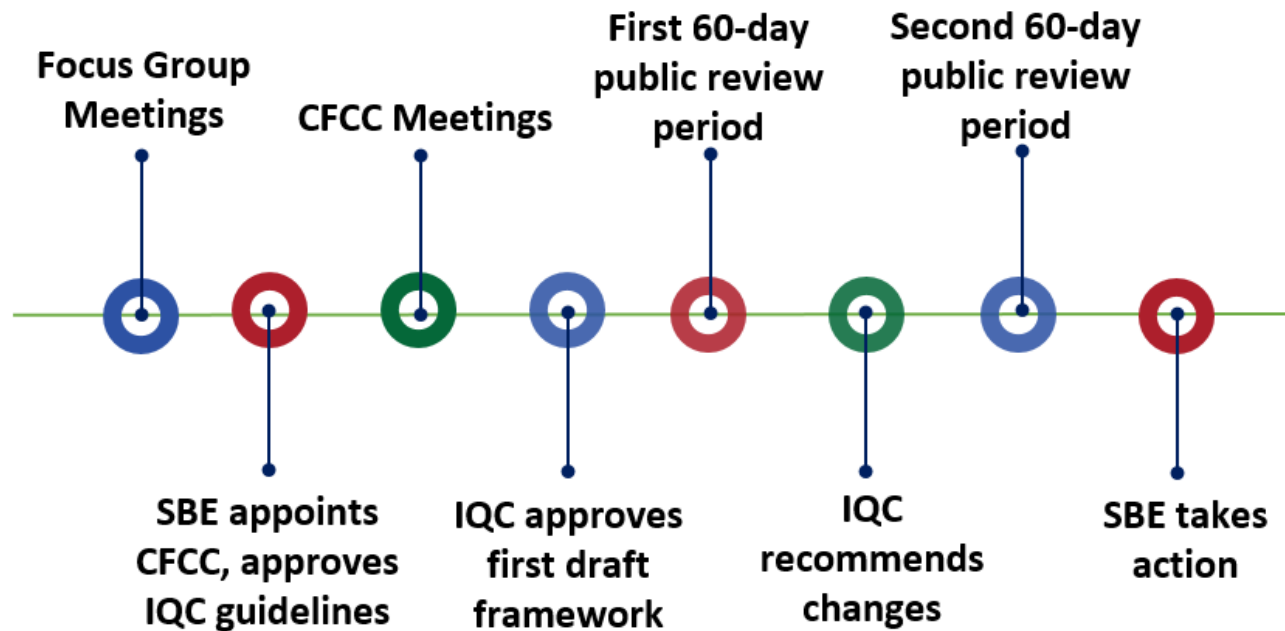 Focus Group
Meetings
SBE appoints
CFCC, approves
IQC guidelines
CFCC Meetings
IQC approves
first draft
framework
First 60-day
public review
period
IQC
recommends
changes
Second 60-day
public review
period
SBE takes
action